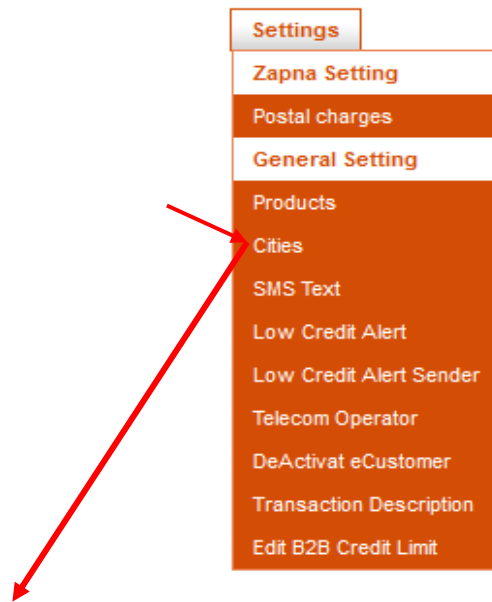 Settings
Zapna Setting
Postal charges
General Setting
Products
Cities
SMS Text
Low Credit Alert
Low Credit Alert Sender
Telecom Operator
DeActivat eCustomer
Transaction Description
Edit B2B Credit Limit